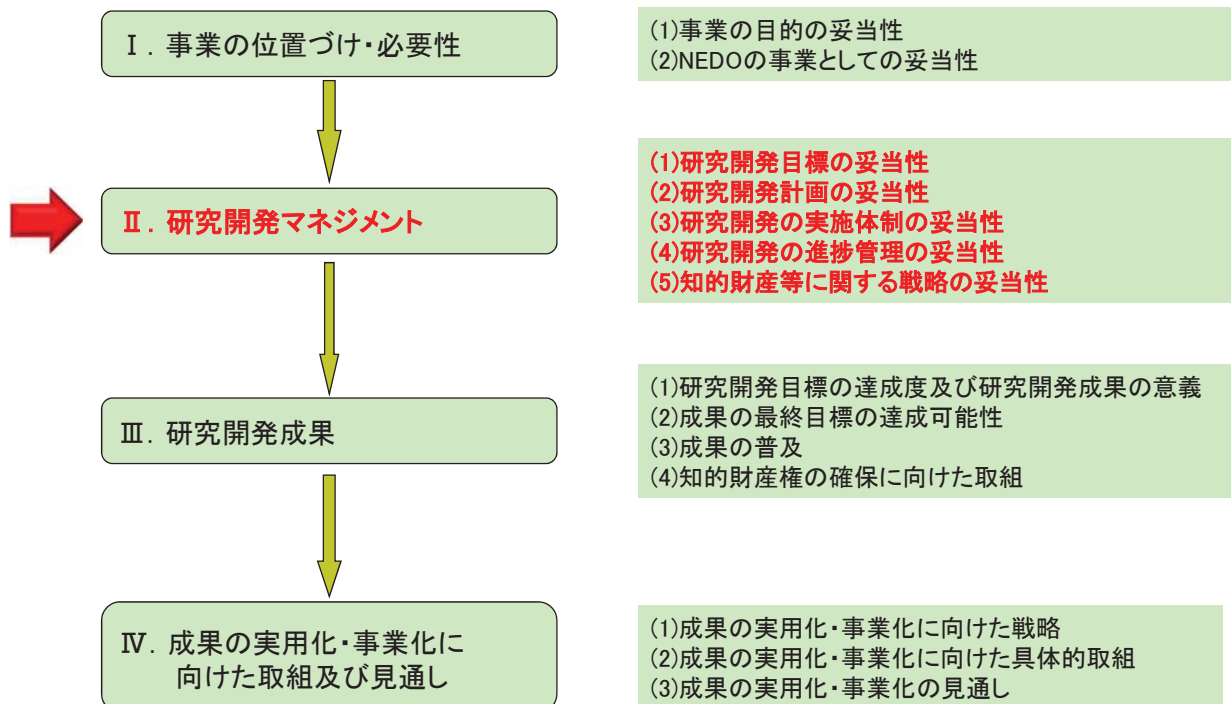 Ⅰ. 事業の位置づけ・必要性
(1)事業の目的の妥当性
(2)NEDOの事業としての妥当性
Ⅱ. 研究開発マネジメント
(1)研究開発目標の妥当性
(2)研究開発計画の妥当性
(3)研究開発の実施体制の妥当性
(4)研究開発の進捗管理の妥当性
(5)知的財産等に関する戦略の妥当性
Ⅲ. 研究開発成果
(1)研究開発目標の達成度及び研究開発成果の意義
(2)成果の最終目標の達成可能性
(3)成果の普及
(4)知的財産権の確保に向けた取組
Ⅳ. 成果の実用化・事業化に
向けた取組及び見通し
(1)成果の実用化・事業化に向けた戦略
(2)成果の実用化・事業化に向けた具体的取組
(3)成果の実用化・事業化の見通し